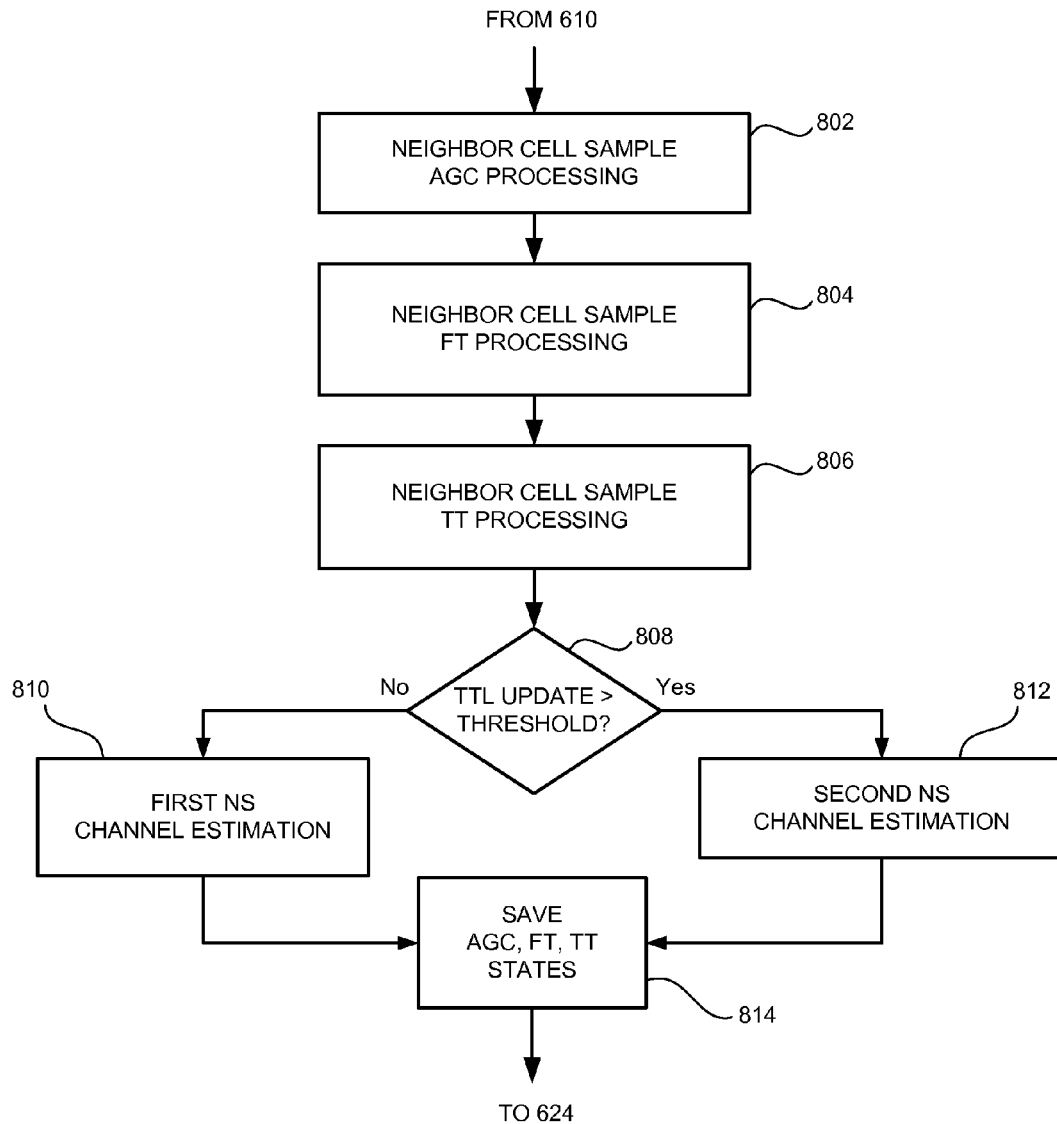 FROM 610
802
NEIGHBOR CELL SAMPLE
AGC PROCESSING
804
NEIGHBOR CELL SAMPLE
FT PROCESSING
806
NEIGHBOR CELL SAMPLE
TT PROCESSING
808
No
TTL UPDATE >
THRESHOLD?
Yes
810
812
FIRST NS
CHANNEL ESTIMATION
SECOND NS
CHANNEL ESTIMATION
SAVE
AGC, FT, TT
STATES
814
TO 624